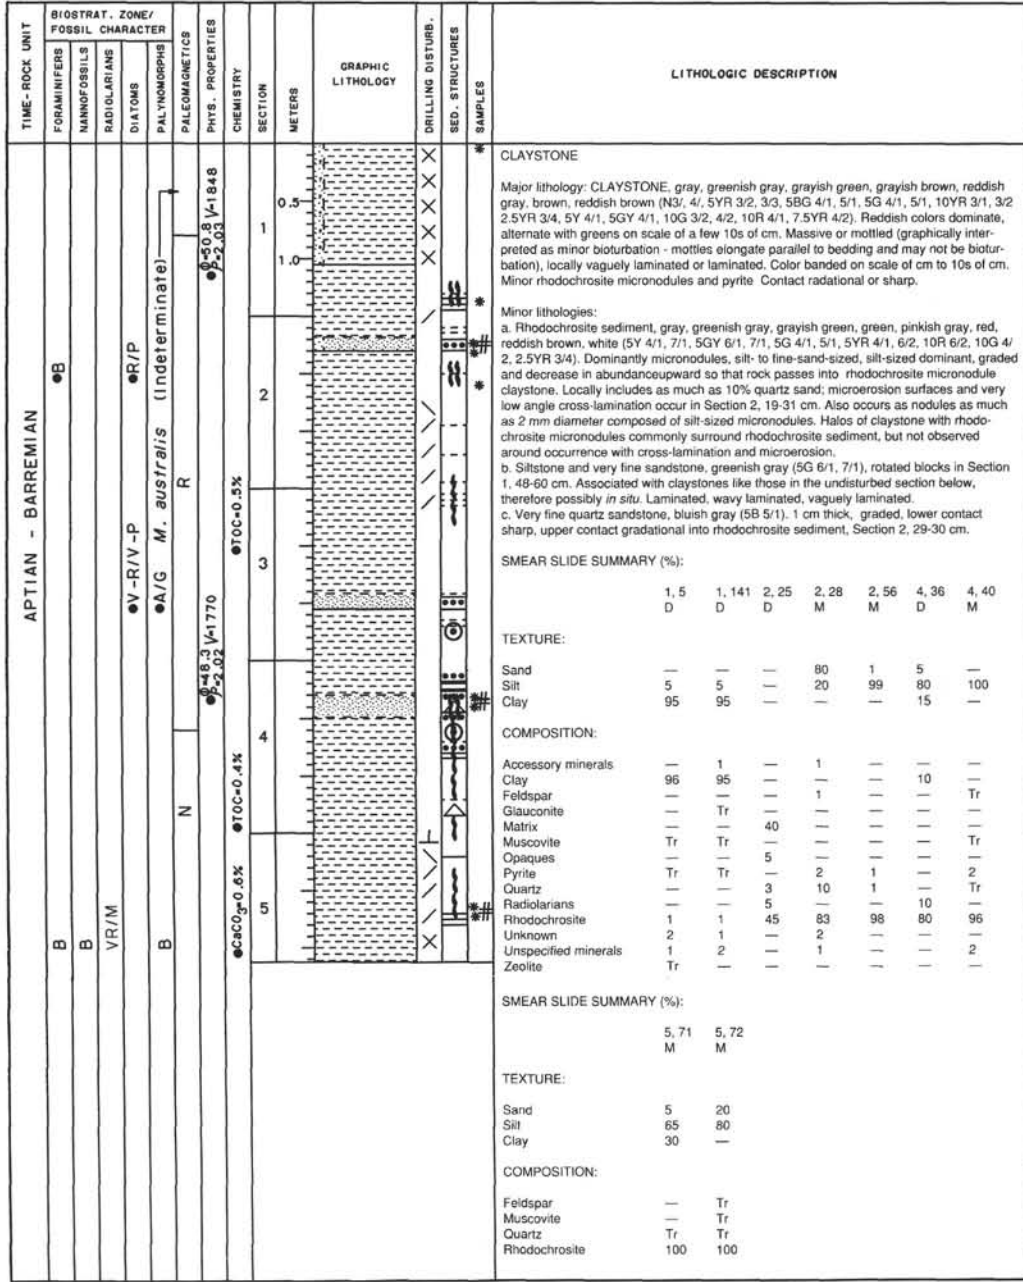 TIME-ROCK UNIT
BIOSTRAT. ZONE/
FOSSIL CHARACTER
FORAMINIFERS
NANNOFOSSILS
RADIOLARIANS
DIATOMS
PALYNOMORPHS
PALEOMAGNETICS
PHYS. PROPERTIES
CHEMISTRY
SECTION
METERS
GRAPHIC
LITHOLOGY
DRILLING DISTURB.
SED. STRUCTURES
SAMPLES
LITHOLOGIC DESCRIPTION
APTIAN - BARREMIAN
●B
B
B
VR/M
●R/P
●V-R/V-P
●A/G M. australis (Indeterminate)
B
R
N
●Φ=50.8 V=1848
P=2.03
●Φ=48.3 V=1770
P=2.02
●TOC=0.5%
●TOC=0.4%
●CaCO3=0.6%
1
2
3
4
5
0.5
1.0
CLAYSTONE
Major lithology: CLAYSTONE, gray, greenish gray, grayish green, grayish brown, reddish
gray, brown, reddish brown (N3/, 4/, 5YR 3/2, 3/3, 5BG 4/1, 5/1, 5G 4/1, 5/1, 10YR 3/1, 3/2
2.5YR 3/4, 5Y 4/1, 5GY 4/1, 10G 3/2, 4/2, 10R 4/1, 7.5YR 4/2). Reddish colors dominate,
alternate with greens on scale of a few 10s of cm. Massive or mottled (graphically inter-
preted as minor bioturbation - mottles elongate parallel to bedding and may not be biotur-
bation), locally vaguely laminated or laminated. Color banded on scale of cm to 10s of cm.
Minor rhodochrosite micronodules and pyrite Contact radational or sharp.
Minor lithologies:
a. Rhodochrosite sediment, gray, greenish gray, grayish green, green, pinkish gray, red,
reddish brown, white (5Y 4/1, 7/1, 5GY 6/1, 7/1, 5G 4/1, 5/1, 5YR 4/1, 6/2, 10R 6/2, 10G 4/
2, 2.5YR 3/4). Dominantly micronodules, silt- to fine-sand-sized, silt-sized dominant, graded
and decrease in abundanceupward so that rock passes into rhodochrosite micronodule
claystone. Locally includes as much as 10% quartz sand; microerosion surfaces and very
low angle cross-lamination occur in Section 2, 19-31 cm. Also occurs as nodules as much
as 2 mm diameter composed of silt-sized micronodules. Halos of claystone with rhodo-
chrosite micronodules commonly surround rhodochrosite sediment, but not observed
around occurrence with cross-lamination and microerosion.
b. Siltstone and very fine sandstone, greenish gray (5G 6/1, 7/1), rotated blocks in Section
1, 48-60 cm. Associated with claystones like those in the undisturbed section below,
therefore possibly in situ. Laminated, wavy laminated, vaguely laminated.
c. Very fine quartz sandstone, bluish gray (5B 5/1). 1 cm thick, graded, lower contact
sharp, upper contact gradational into rhodochrosite sediment, Section 2, 29-30 cm.
SMEAR SLIDE SUMMARY (%):
1, 5 1, 141 2, 25 2, 28 2, 56 4, 36 4, 40
D D D M M D M
TEXTURE:
Sand — — — 80 1 5 —
Silt 5 5 — 20 99 80 100
Clay 95 95 — — — 15 —
COMPOSITION:
Accessory minerals — 1 — 1 — — —
Clay 96 95 — — — 10 —
Feldspar — — — 1 — — Tr
Glauconite — Tr — — — — —
Matrix — — 40 — — — —
Muscovite Tr Tr — — — — Tr
Opaques — — 5 — — — —
Pyrite Tr Tr — 2 1 — 2
Quartz — — 3 10 1 — Tr
Radiolarians — — 5 — — 10 —
Rhodochrosite 1 1 45 83 98 80 96
Unknown 2 1 — 2 — — —
Unspecified minerals 1 2 — 1 — — 2
Zeolite Tr — — — — — —
SMEAR SLIDE SUMMARY (%):
5, 71 5, 72
M M
TEXTURE:
Sand 5 20
Silt 65 80
Clay 30 —
COMPOSITION:
Feldspar — Tr
Muscovite — Tr
Quartz Tr Tr
Rhodochrosite 100 100